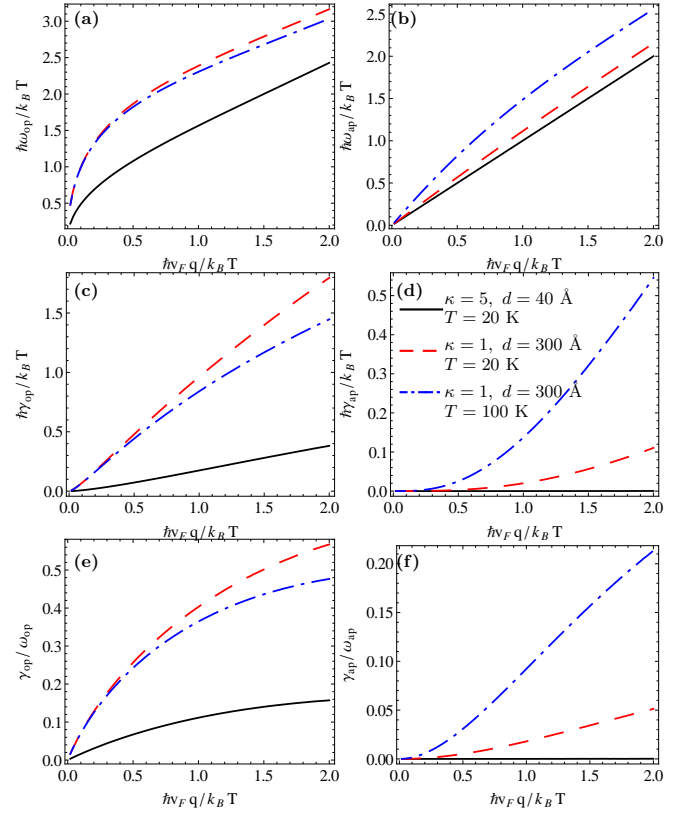 (a)
3.0
2.5
2.0
1.5
1.0
0.5
0.0
0.0 0.5 1.0 1.5 2.0
ℏω_op/k_B T
ℏv_F q/k_B T
(b)
2.5
2.0
1.5
1.0
0.5
0.0
0.0 0.5 1.0 1.5 2.0
ℏω_ap/k_B T
ℏv_F q/k_B T
(c)
1.5
1.0
0.5
0.0
0.0 0.5 1.0 1.5 2.0
ℏγ_op/k_B T
ℏv_F q/k_B T
(d)
0.5
0.4
0.3
0.2
0.1
0.0
0.0 0.5 1.0 1.5 2.0
ℏγ_ap/k_B T
ℏv_F q/k_B T
κ = 5, d = 40 Å
T = 20 K
κ = 1, d = 300 Å
T = 20 K
κ = 1, d = 300 Å
T = 100 K
(e)
0.5
0.4
0.3
0.2
0.1
0.0
0.0 0.5 1.0 1.5 2.0
γ_op/ω_op
ℏv_F q/k_B T
(f)
0.20
0.15
0.10
0.05
0.00
0.0 0.5 1.0 1.5 2.0
γ_ap/ω_ap
ℏv_F q/k_B T